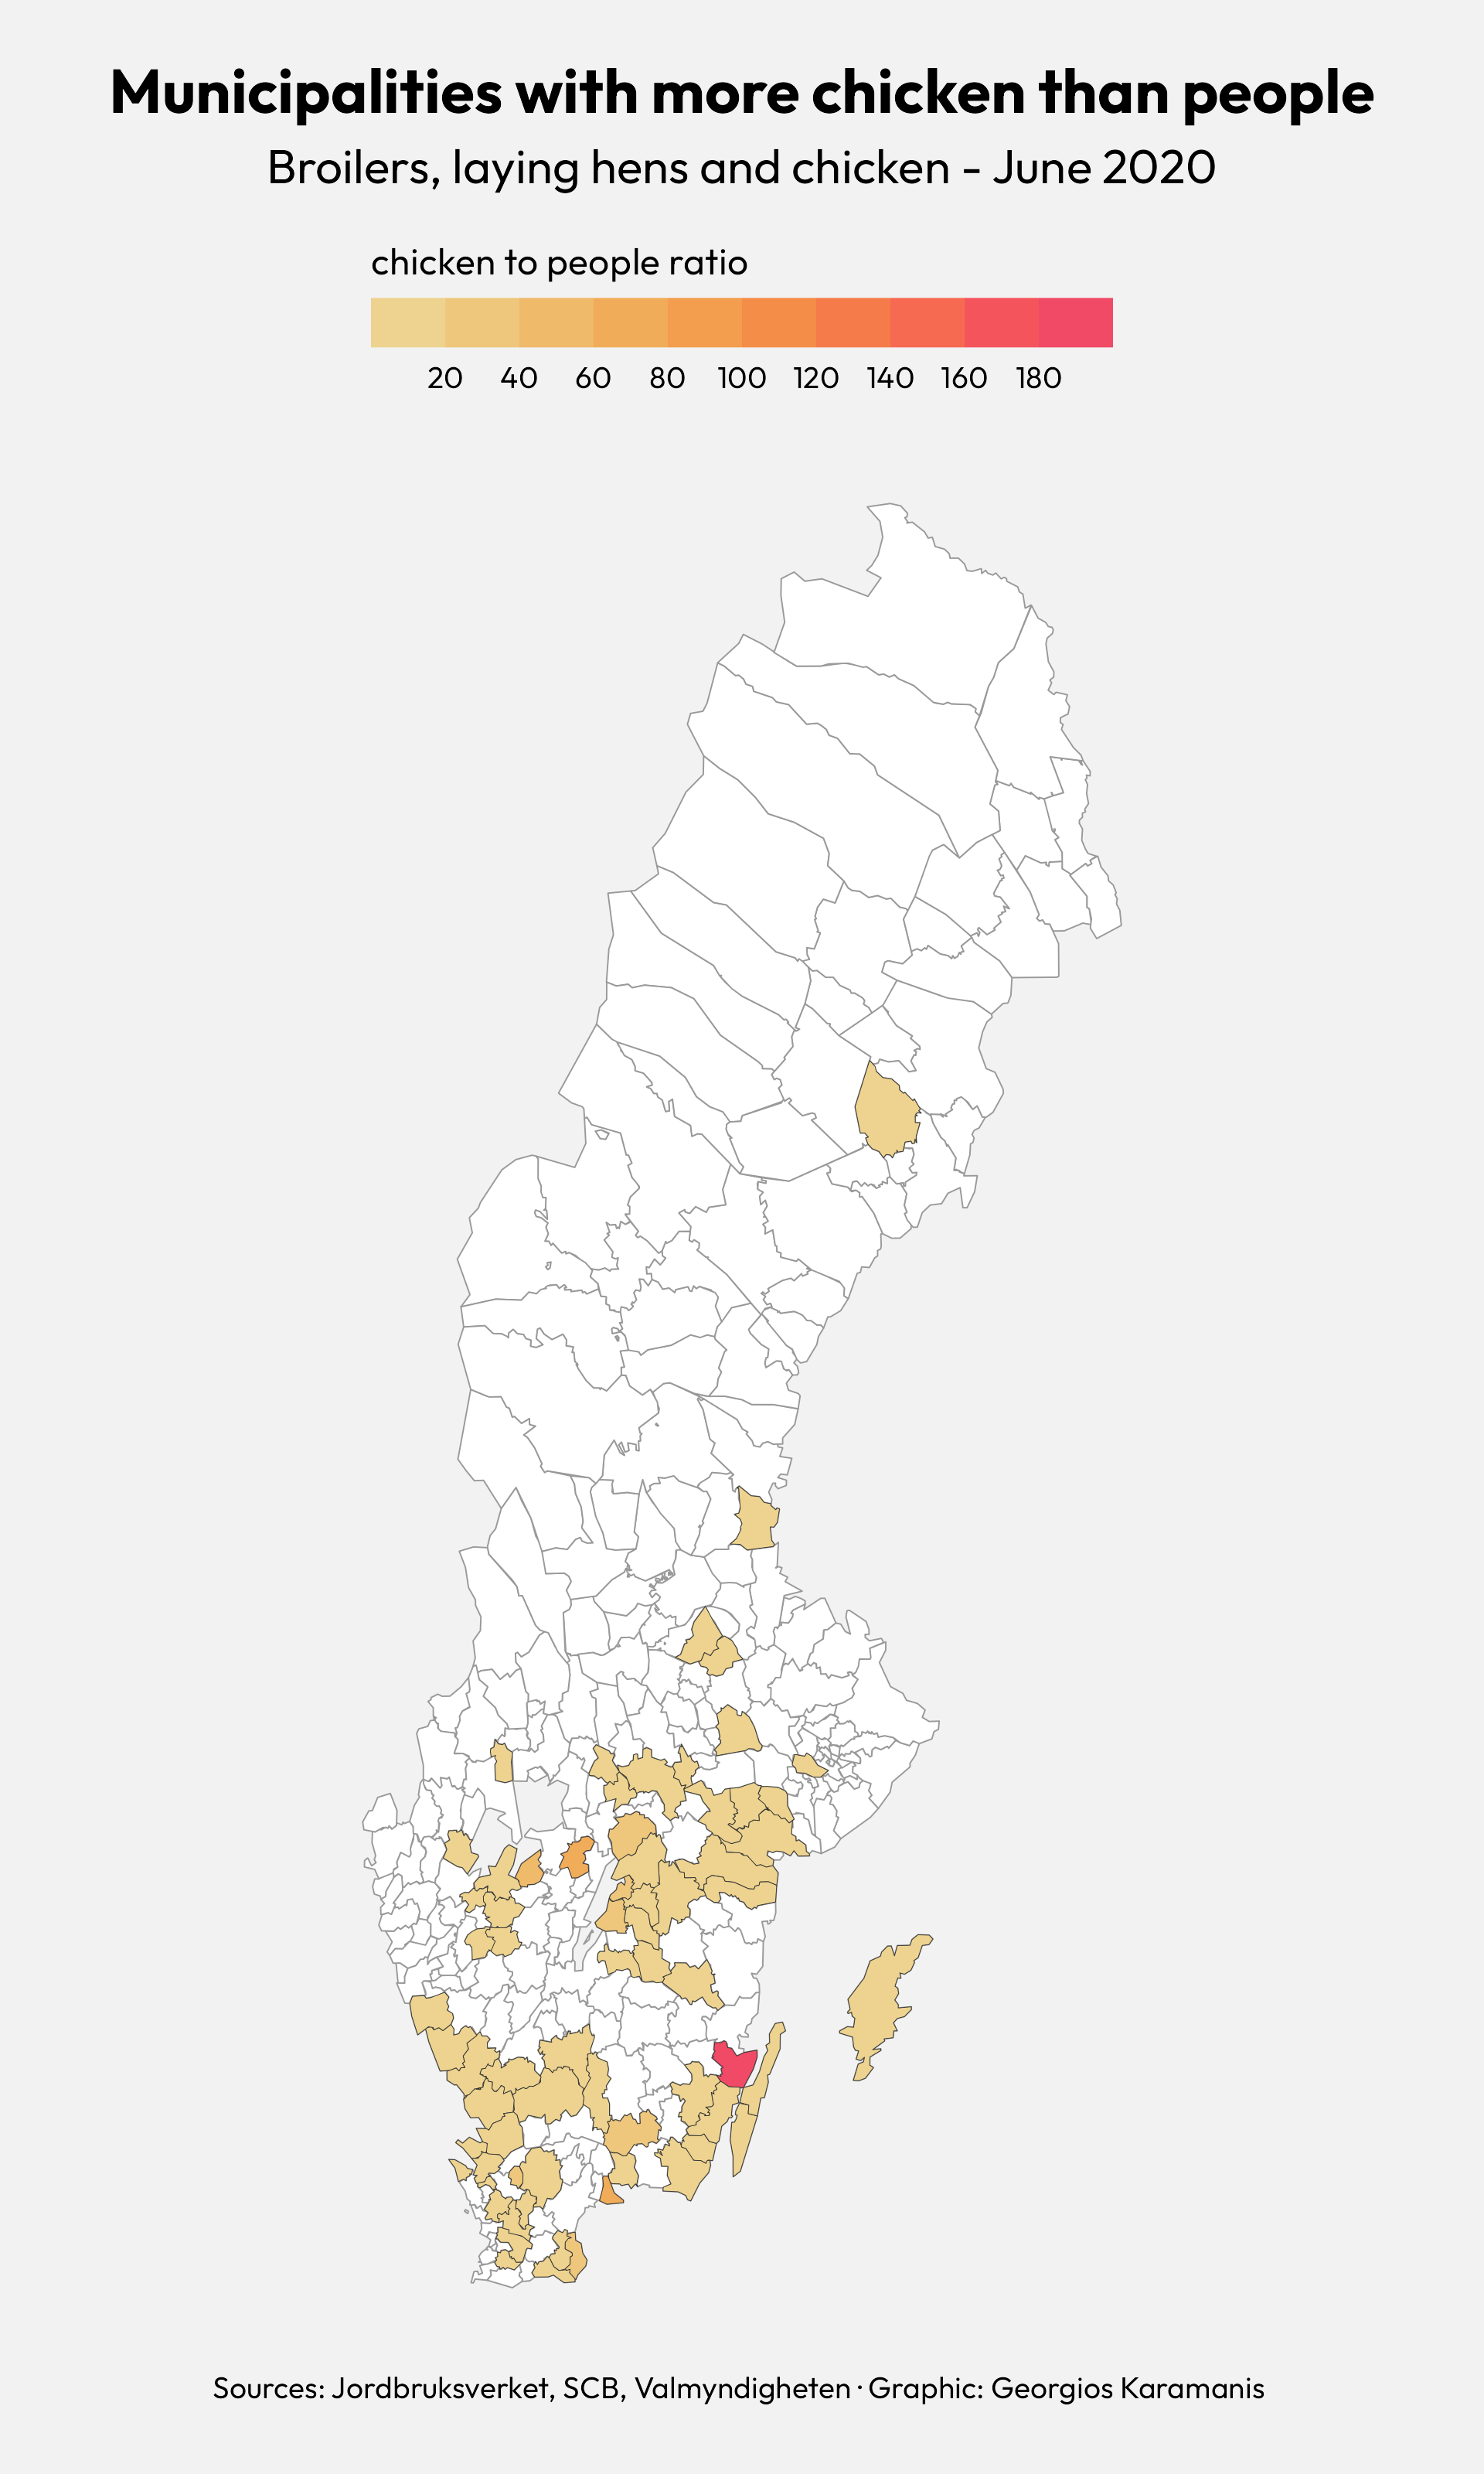 Municipalities with more chicken than people
Broilers, laying hens and chicken - June 2020
chicken to people ratio
20 40 60 80 100 120 140 160 180
Sources: Jordbruksverket, SCB, Valmyndigheten · Graphic: Georgios Karamanis